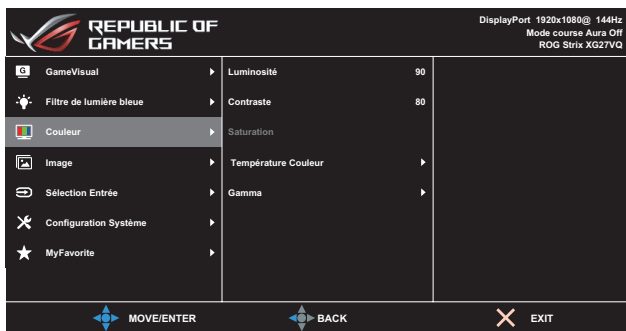 REPUBLIC OF
GAMERS
DisplayPort 1920x1080@ 144Hz
Mode course Aura Off
ROG Strix XG27VQ
G GameVisual
Filtre de lumière bleue
Couleur
Image
Sélection Entrée
Configuration Système
MyFavorite
Luminosité 90
Contraste 80
Saturation
Température Couleur
Gamma
MOVE/ENTER BACK EXIT